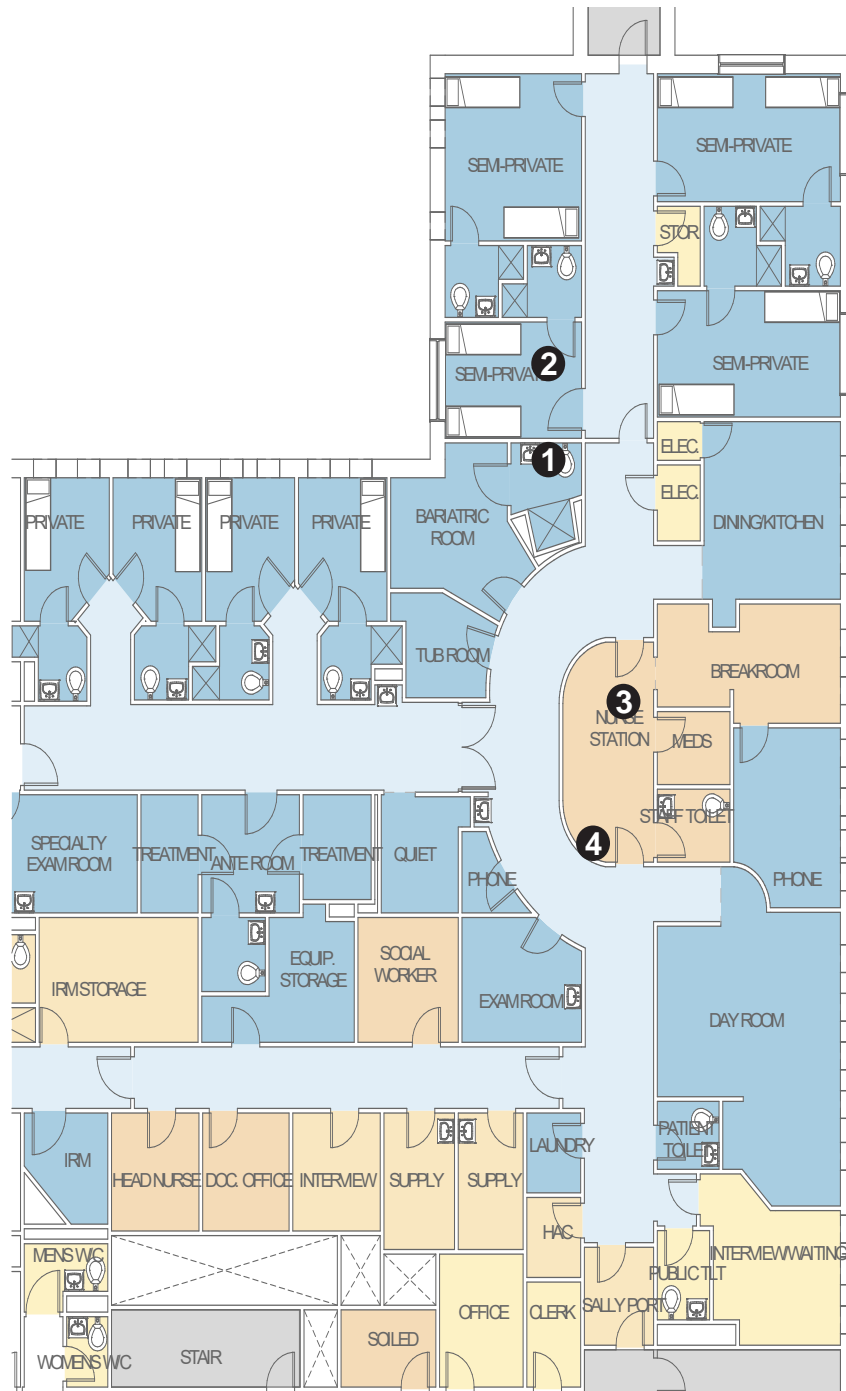 SEMI-PRIVATE
SEMI-PRIVATE
STOR.
SEMI-PRIVATE
2
SEMI-PRIVATE
1
ELEC.
ELEC.
PRIVATE
PRIVATE
PRIVATE
PRIVATE
BARIATRIC
ROOM
DINING/KITCHEN
TUB ROOM
BREAKROOM
3
NURSE
STATION
MEDS
STAFF TOILET
4
SPECIALTY
EXAM ROOM
TREATMENT
ANTE ROOM
TREATMENT
QUIET
PHONE
PHONE
IRM STORAGE
EQUIP.
STORAGE
SOCIAL
WORKER
EXAM ROOM
DAY ROOM
IRM
HEAD NURSE
DOC. OFFICE
INTERVIEW
SUPPLY
SUPPLY
LAUNDRY
PATIENT
TOILET
HAC
MENS W/C
INTERVIEW/WAITING
PUBLIC TLT
OFFICE
CLERK
SALLY PORT
WOMENS W/C
STAIR
SOILED